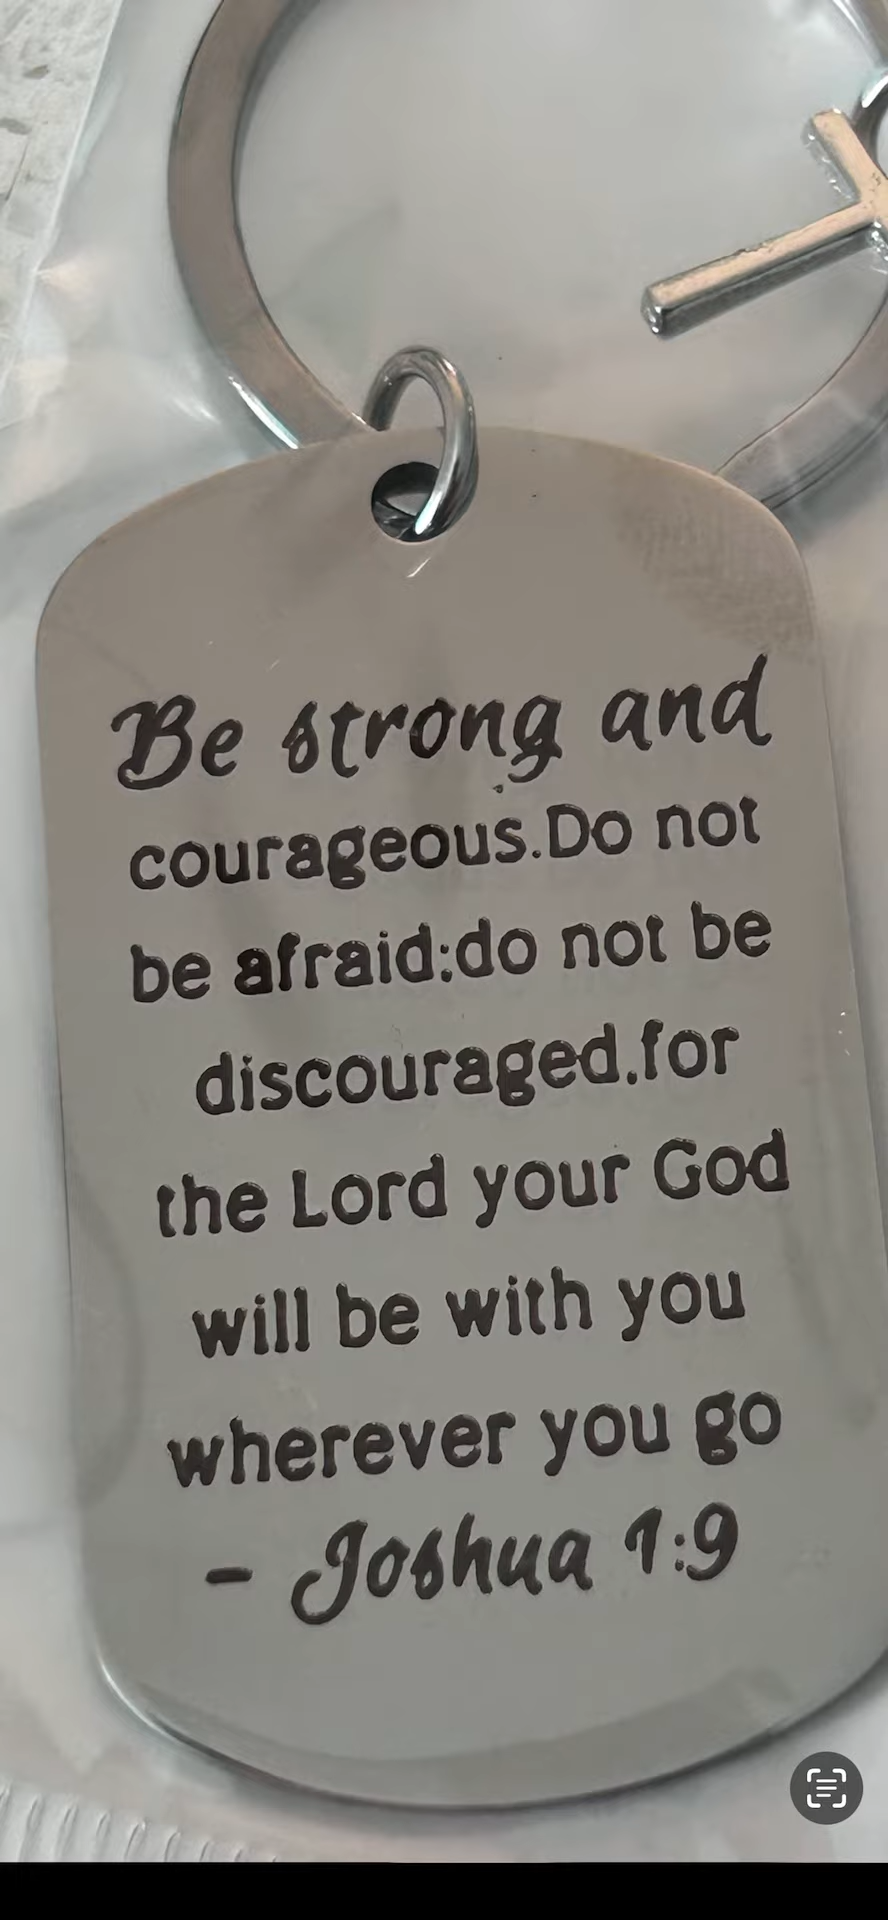 Be strong and
courageous.Do not
be afraid:do not be
discouraged.for
the Lord your God
will be with you
wherever you go
- Joshua 1:9